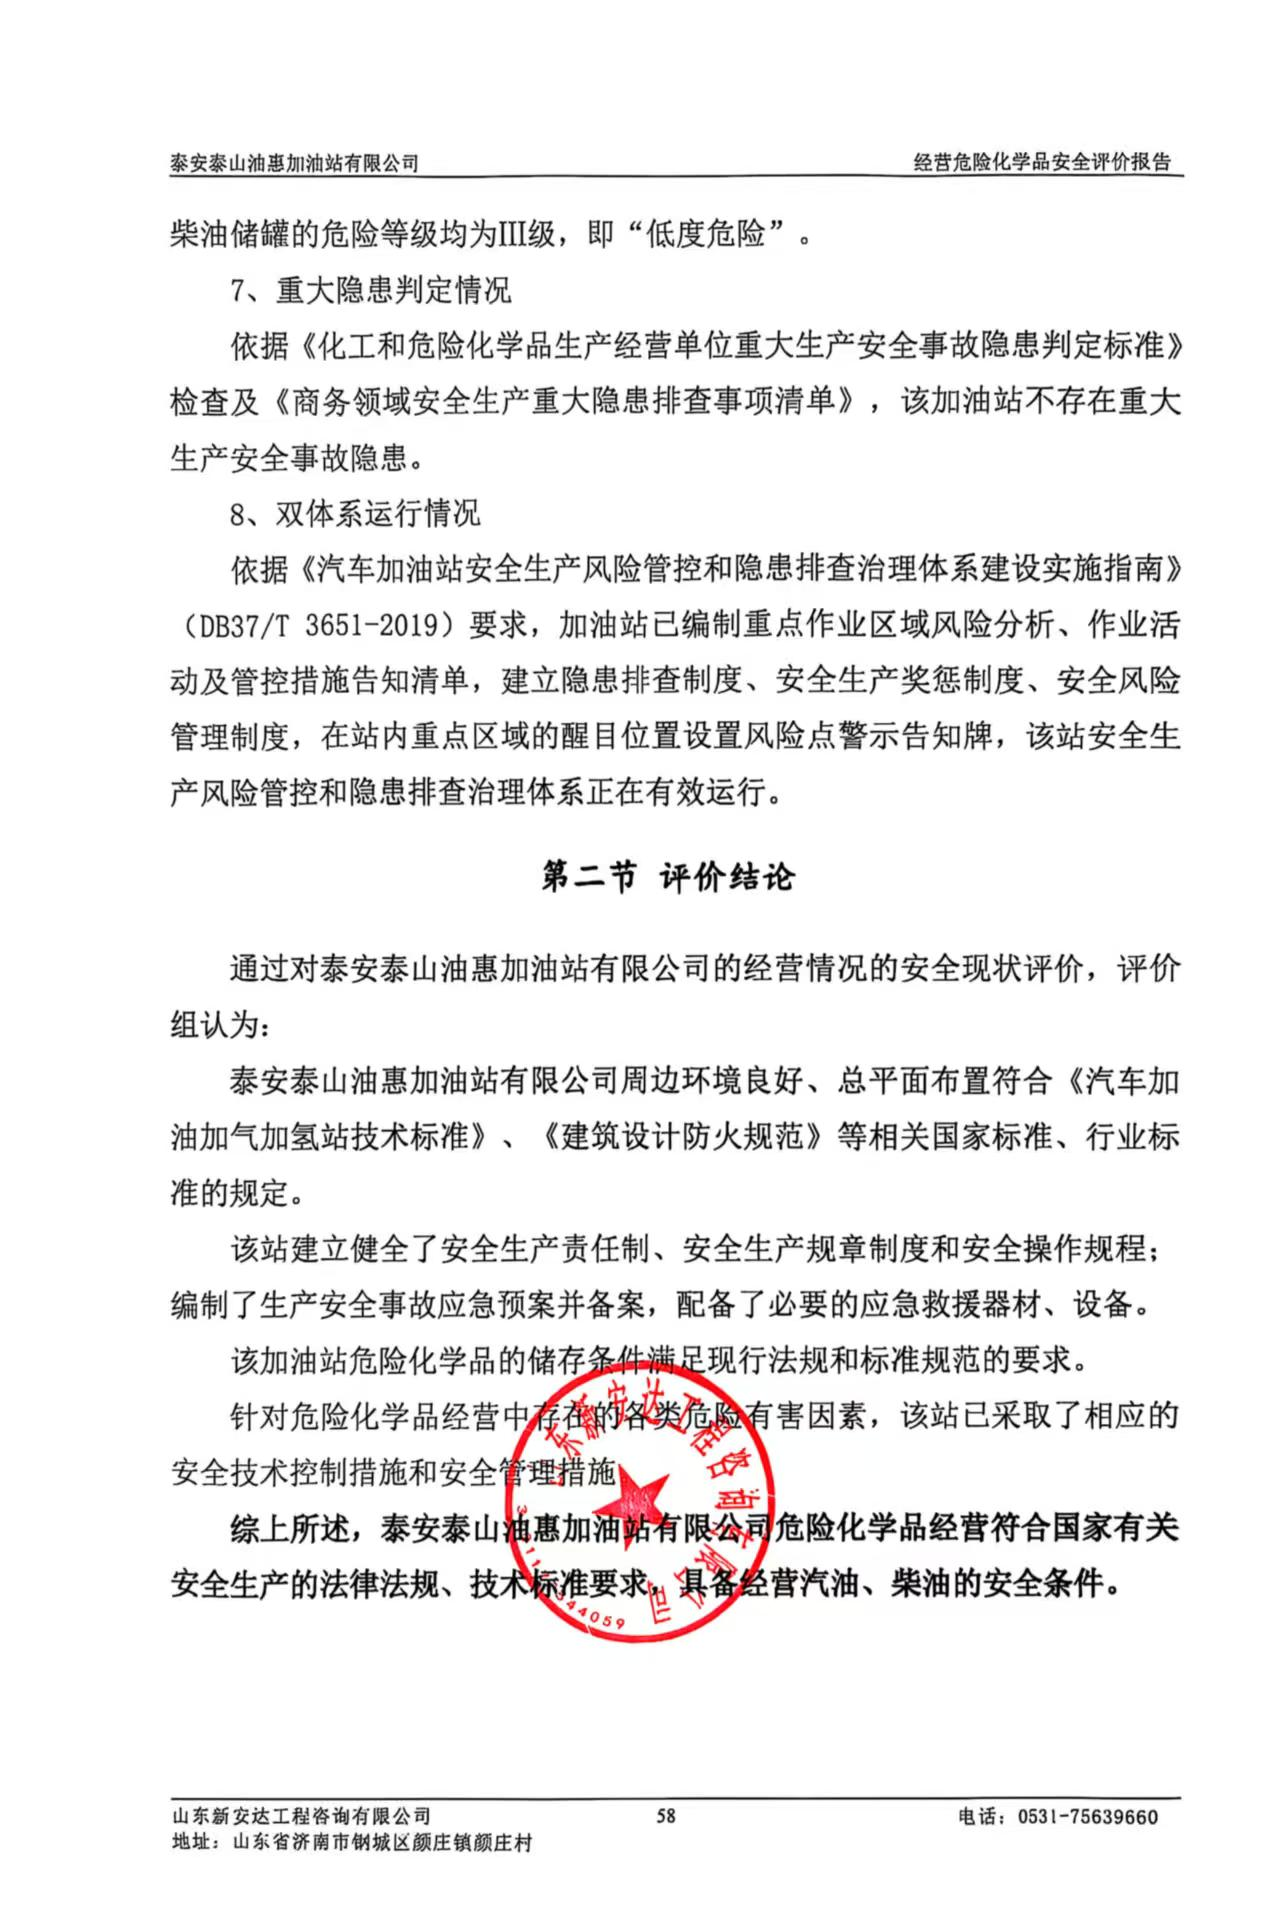 泰安泰山油惠加油站有限公司
经营危险化学品安全评价报告
柴油储罐的危险等级均为III级，即“低度危险”。
7、重大隐患判定情况
依据《化工和危险化学品生产经营单位重大生产安全事故隐患判定标准》
检查及《商务领域安全生产重大隐患排查事项清单》，该加油站不存在重大
生产安全事故隐患。
8、双体系运行情况
依据《汽车加油站安全生产风险管控和隐患排查治理体系建设实施指南》
（DB37/T 3651-2019）要求，加油站已编制重点作业区域风险分析、作业活
动及管控措施告知清单，建立隐患排查制度、安全生产奖惩制度、安全风险
管理制度，在站内重点区域的醒目位置设置风险点警示告知牌，该站安全生
产风险管控和隐患排查治理体系正在有效运行。
第二节 评价结论
通过对泰安泰山油惠加油站有限公司的经营情况的安全现状评价，评价
组认为：
泰安泰山油惠加油站有限公司周边环境良好、总平面布置符合《汽车加
油加气加氢站技术标准》、《建筑设计防火规范》等相关国家标准、行业标
准的规定。
该站建立健全了安全生产责任制、安全生产规章制度和安全操作规程；
编制了生产安全事故应急预案并备案，配备了必要的应急救援器材、设备。
该加油站危险化学品的储存条件满足现行法规和标准规范的要求。
针对危险化学品经营中存在的各类危险有害因素，该站已采取了相应的
安全技术控制措施和安全管理措施
综上所述，泰安泰山油惠加油站有限公司危险化学品经营符合国家有关
安全生产的法律法规、技术标准要求，具备经营汽油、柴油的安全条件。
山东新安达工程咨询有限公司
山东新安达工程咨询有限公司
58
电话：0531-75639660
地址：山东省济南市钢城区颜庄镇颜庄村